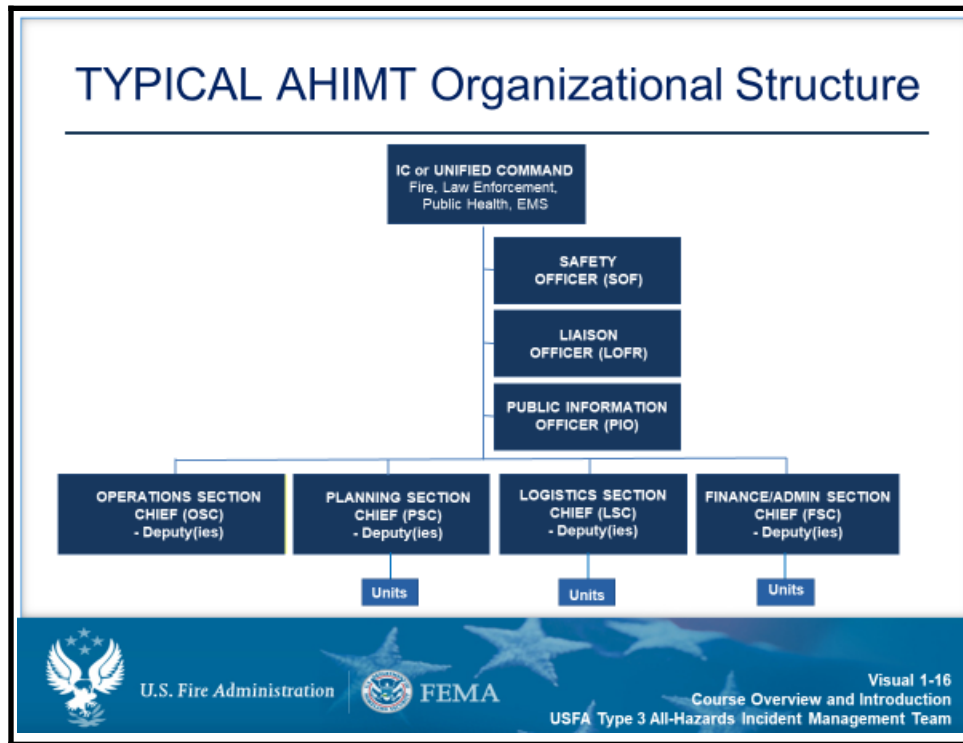 TYPICAL AHIMT Organizational Structure
IC or UNIFIED COMMAND
Fire, Law Enforcement,
Public Health, EMS
SAFETY
OFFICER (SOF)
LIAISON
OFFICER (LOFR)
PUBLIC INFORMATION
OFFICER (PIO)
OPERATIONS SECTION
CHIEF (OSC)
- Deputy(ies)
PLANNING SECTION
CHIEF (PSC)
- Deputy(ies)
LOGISTICS SECTION
CHIEF (LSC)
- Deputy(ies)
FINANCE/ADMIN SECTION
CHIEF (FSC)
- Deputy(ies)
Units
Units
Units
U.S. Fire Administration
FEMA
Visual 1-16
Course Overview and Introduction
USFA Type 3 All-Hazards Incident Management Team